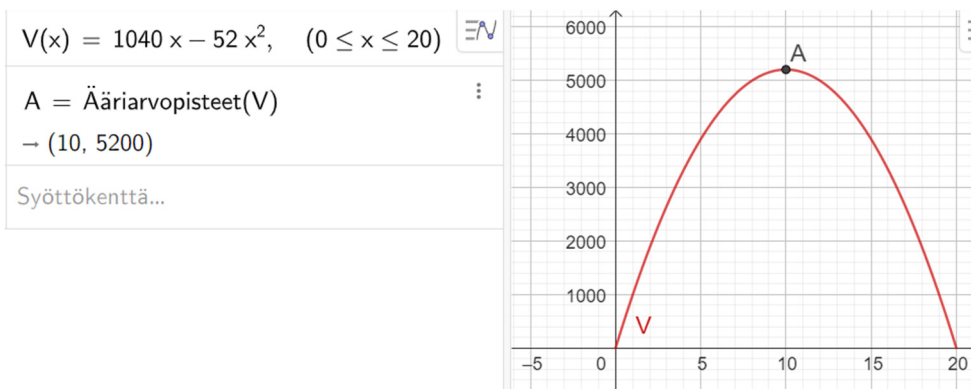 V(x) = 1040 x – 52 x², (0 ≤ x ≤ 20)
A = Ääriarvopisteet(V)
→ (10, 5200)
Syöttökenttä...
6000
A
5000
4000
3000
2000
1000
V
–5 0 5 10 15 20